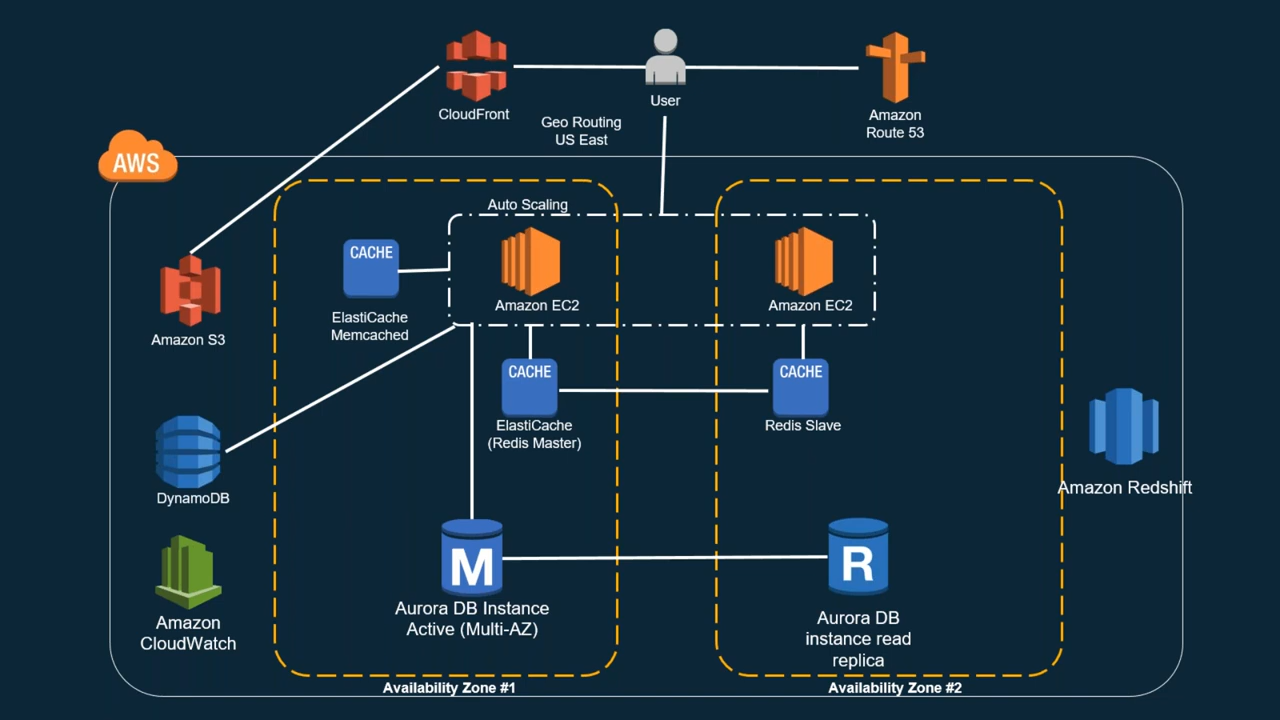 User
CloudFront
Amazon
Route 53
Geo Routing
US East
AWS
Auto Scaling
CACHE
ElastiCache
Memcached
Amazon EC2
Amazon EC2
Amazon S3
CACHE
ElastiCache
(Redis Master)
CACHE
Redis Slave
DynamoDB
Amazon Redshift
M
Aurora DB Instance
Active (Multi-AZ)
R
Aurora DB
instance read
replica
Amazon
CloudWatch
Availability Zone #1
Availability Zone #2